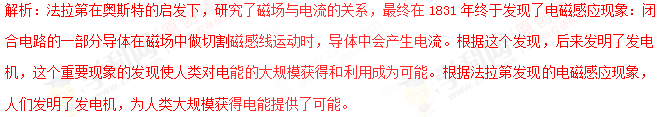 解析：法拉第在奥斯特的启发下，研究了磁场与电流的关系，最终在 1831 年终于发现了电磁感应现象：闭
合电路的一部分导体在磁场中做切割磁感线运动时，导体中会产生电流。根据这个发现，后来发明了发电
机，这个重要现象的发现使人类对电能的大规模获得和利用成为可能。根据法拉第发现的电磁感应现象，
人们发明了发电机，为人类大规模获得电能提供了可能。